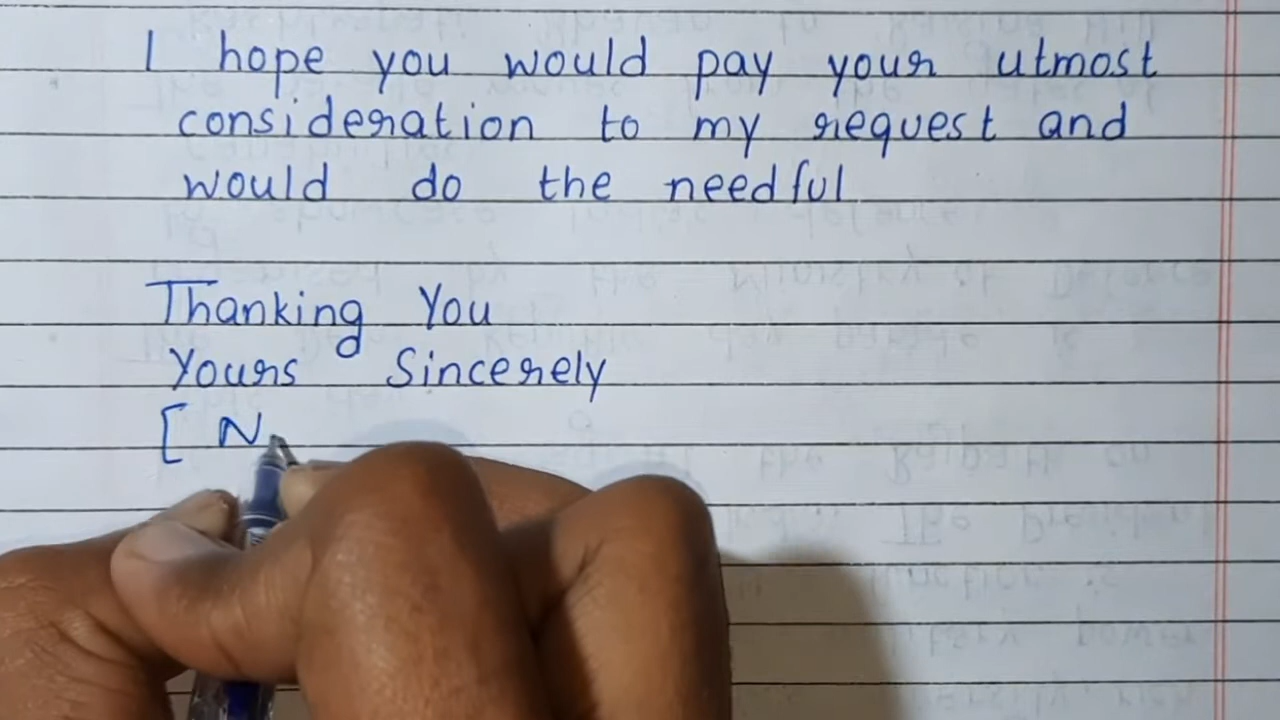 I hope you would pay your utmost
consideration to my request and
would do the needful
Thanking You
Yours Sincerely
[ N